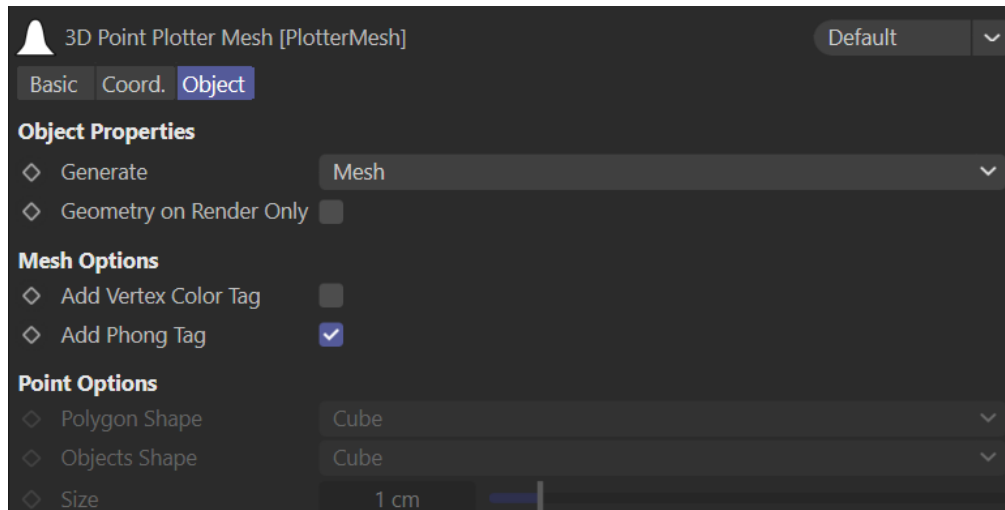 3D Point Plotter Mesh [PlotterMesh] Default
Basic Coord. Object
Object Properties
Generate Mesh
Geometry on Render Only
Mesh Options
Add Vertex Color Tag
Add Phong Tag
Point Options
Polygon Shape Cube
Objects Shape Cube
Size 1 cm